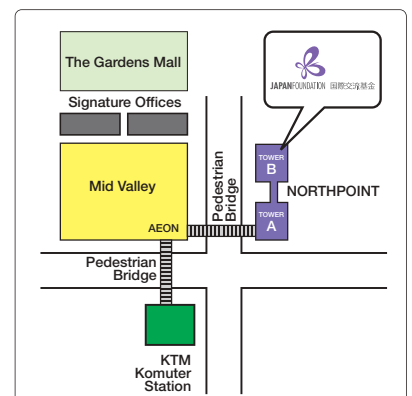 The Gardens Mall
Signature Offices
JAPANFOUNDATION 国際交流基金
Mid Valley
AEON
Pedestrian
Bridge
TOWER
B
NORTHPOINT
TOWER
A
Pedestrian
Bridge
KTM
Komuter
Station